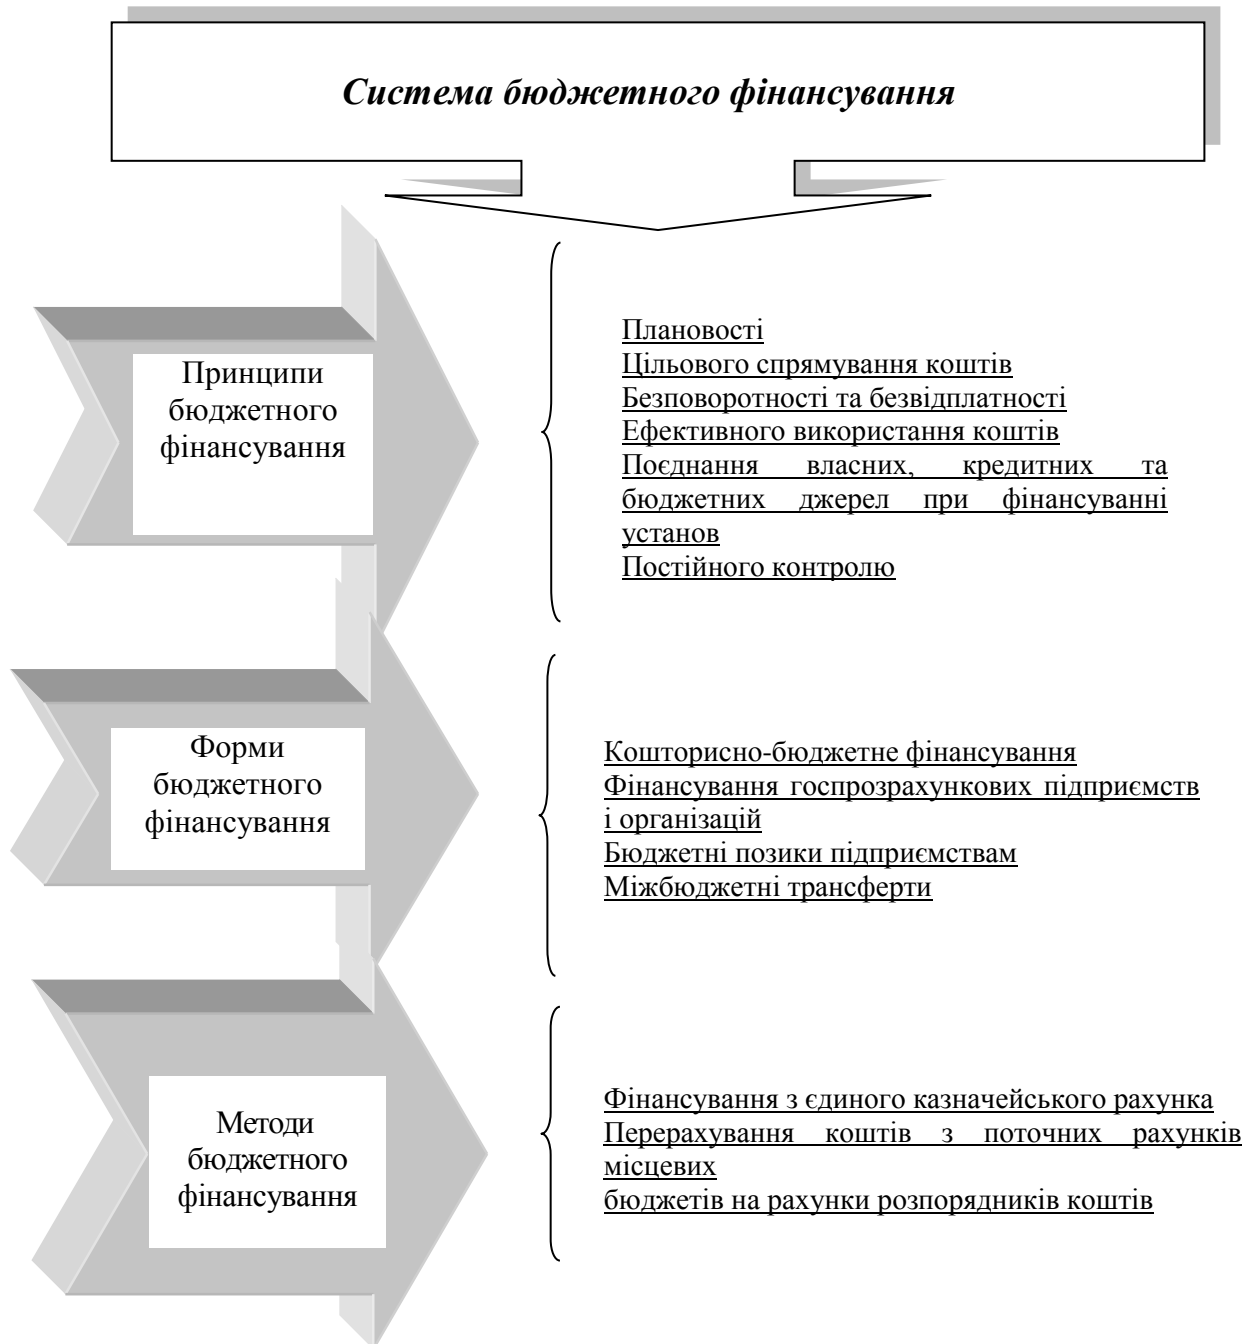 Система бюджетного фінансування
Принципи
бюджетного
фінансування
Плановості
Цільового спрямування коштів
Безповоротності та безвідплатності
Ефективного використання коштів
Поєднання власних, кредитних та
бюджетних джерел при фінансуванні
установ
Постійного контролю
Форми
бюджетного
фінансування
Кошторисно-бюджетне фінансування
Фінансування госпрозрахункових підприємств
і організацій
Бюджетні позики підприємствам
Міжбюджетні трансферти
Методи
бюджетного
фінансування
Фінансування з єдиного казначейського рахунка
Перерахування коштів з поточних рахунків
місцевих
бюджетів на рахунки розпорядників коштів